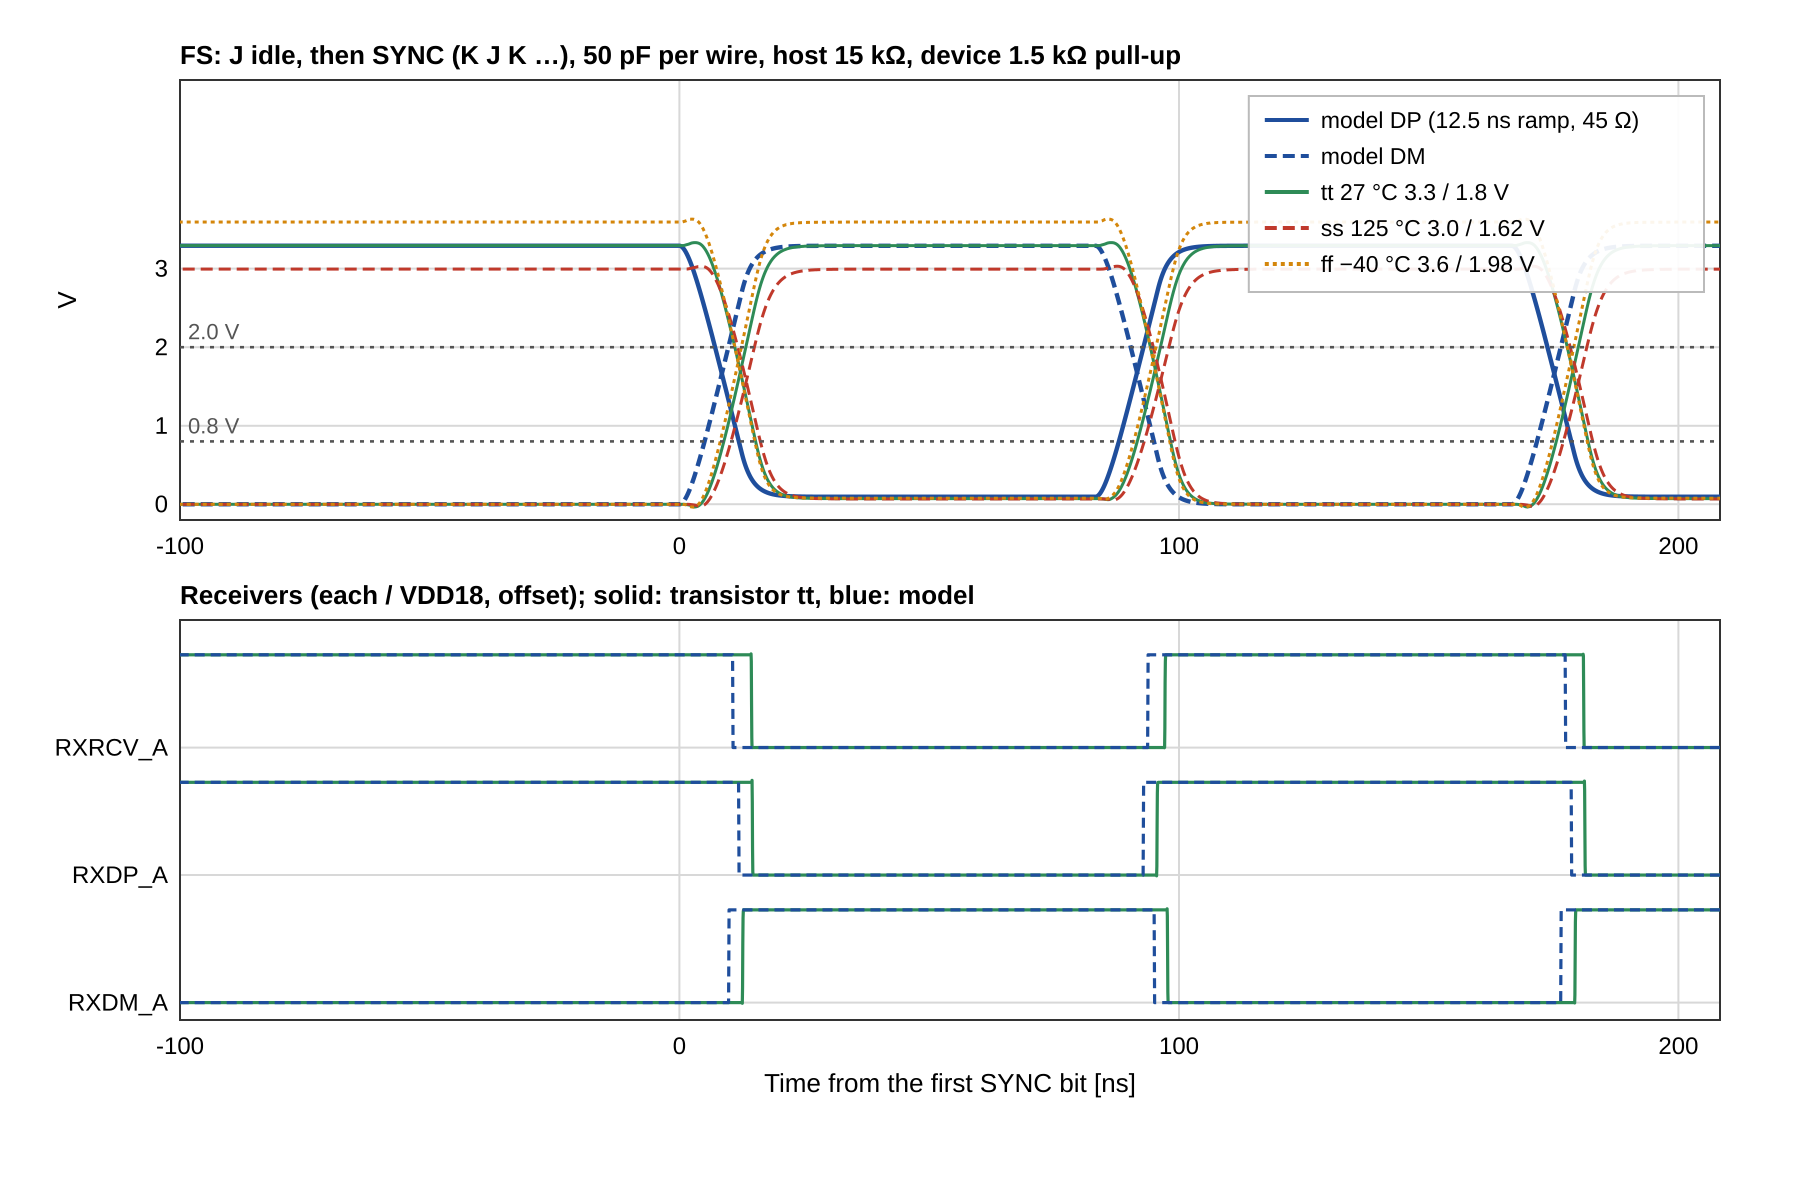 FS: J idle, then SYNC (K J K …), 50 pF per wire, host 15 kΩ, device 1.5 kΩ pull-up
model DP (12.5 ns ramp, 45 Ω)
model DM
tt 27 °C 3.3 / 1.8 V
ss 125 °C 3.0 / 1.62 V
ff −40 °C 3.6 / 1.98 V
V
3
2.0 V
2
1
0.8 V
0
-100 0 100 200
Receivers (each / VDD18, offset); solid: transistor tt, blue: model
RXRCV_A
RXDP_A
RXDM_A
-100 0 100 200
Time from the first SYNC bit [ns]